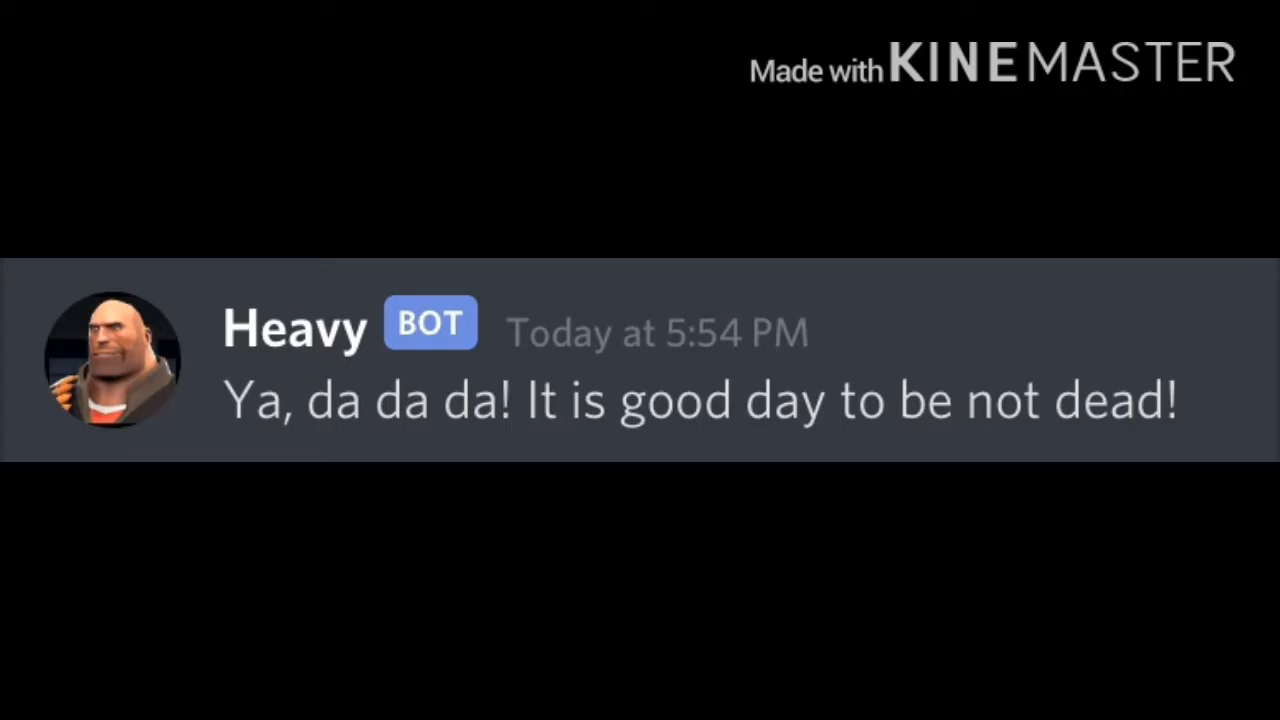 Made with KINEMASTER
Heavy BOT Today at 5:54 PM
Ya, da da da! It is good day to be not dead!